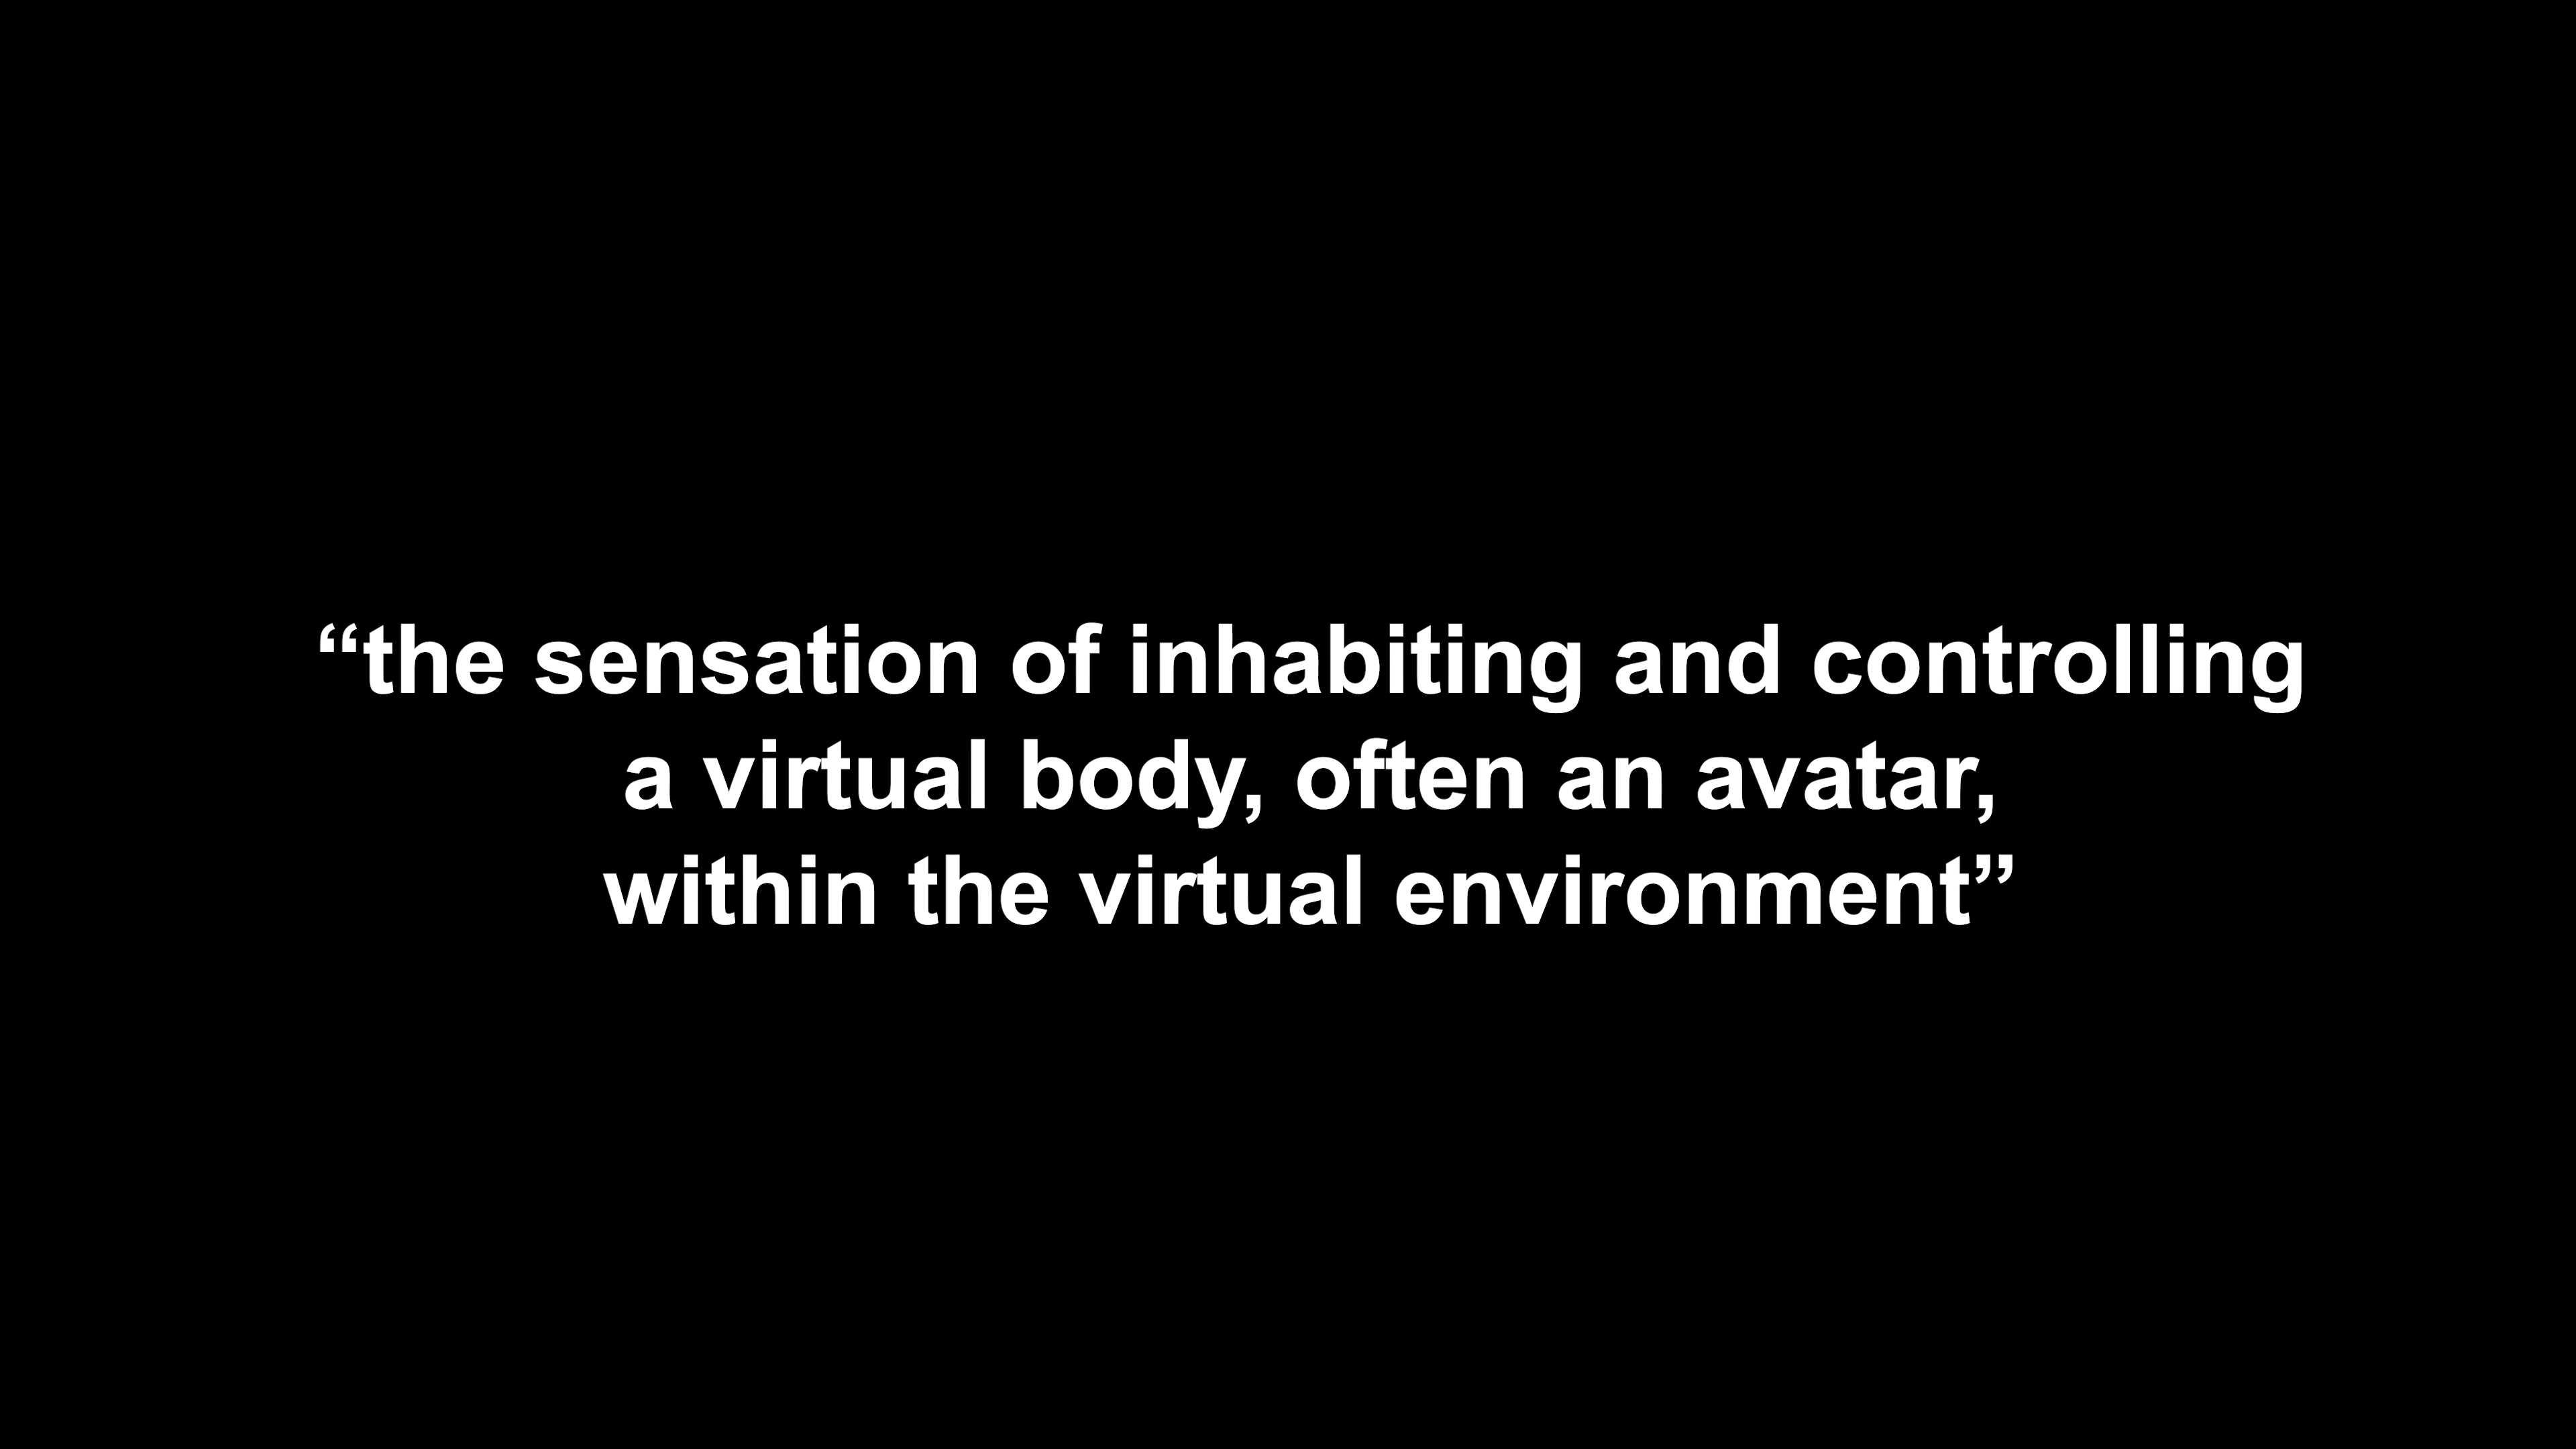 “the sensation of inhabiting and controlling
a virtual body, often an avatar,
within the virtual environment”